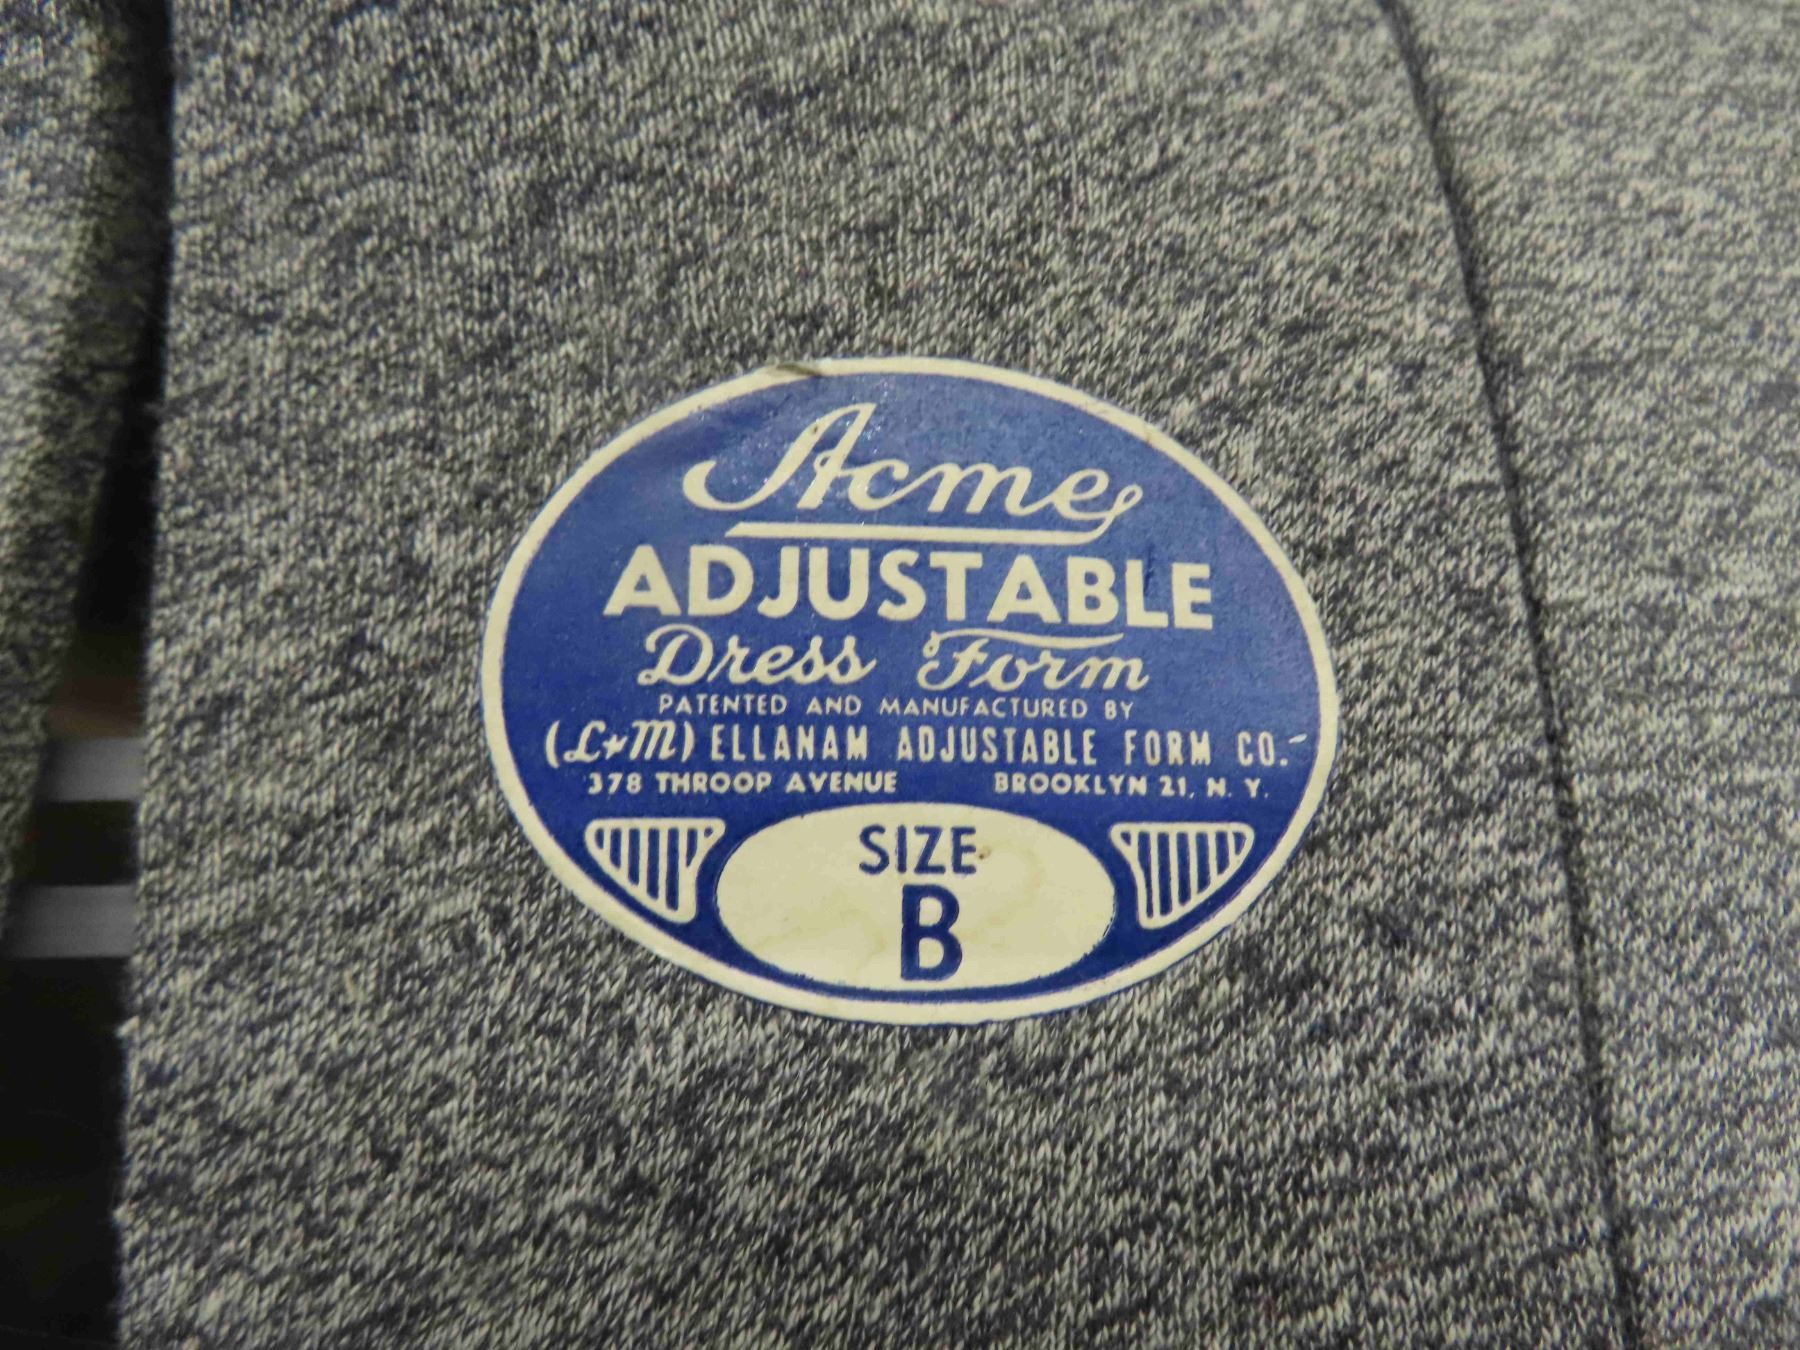 Acme
ADJUSTABLE
Dress Form
PATENTED AND MANUFACTURED BY
(L&M) ELLANAM ADJUSTABLE FORM CO.-
378 THROOP AVENUE BROOKLYN 21, N. Y.
SIZE
B